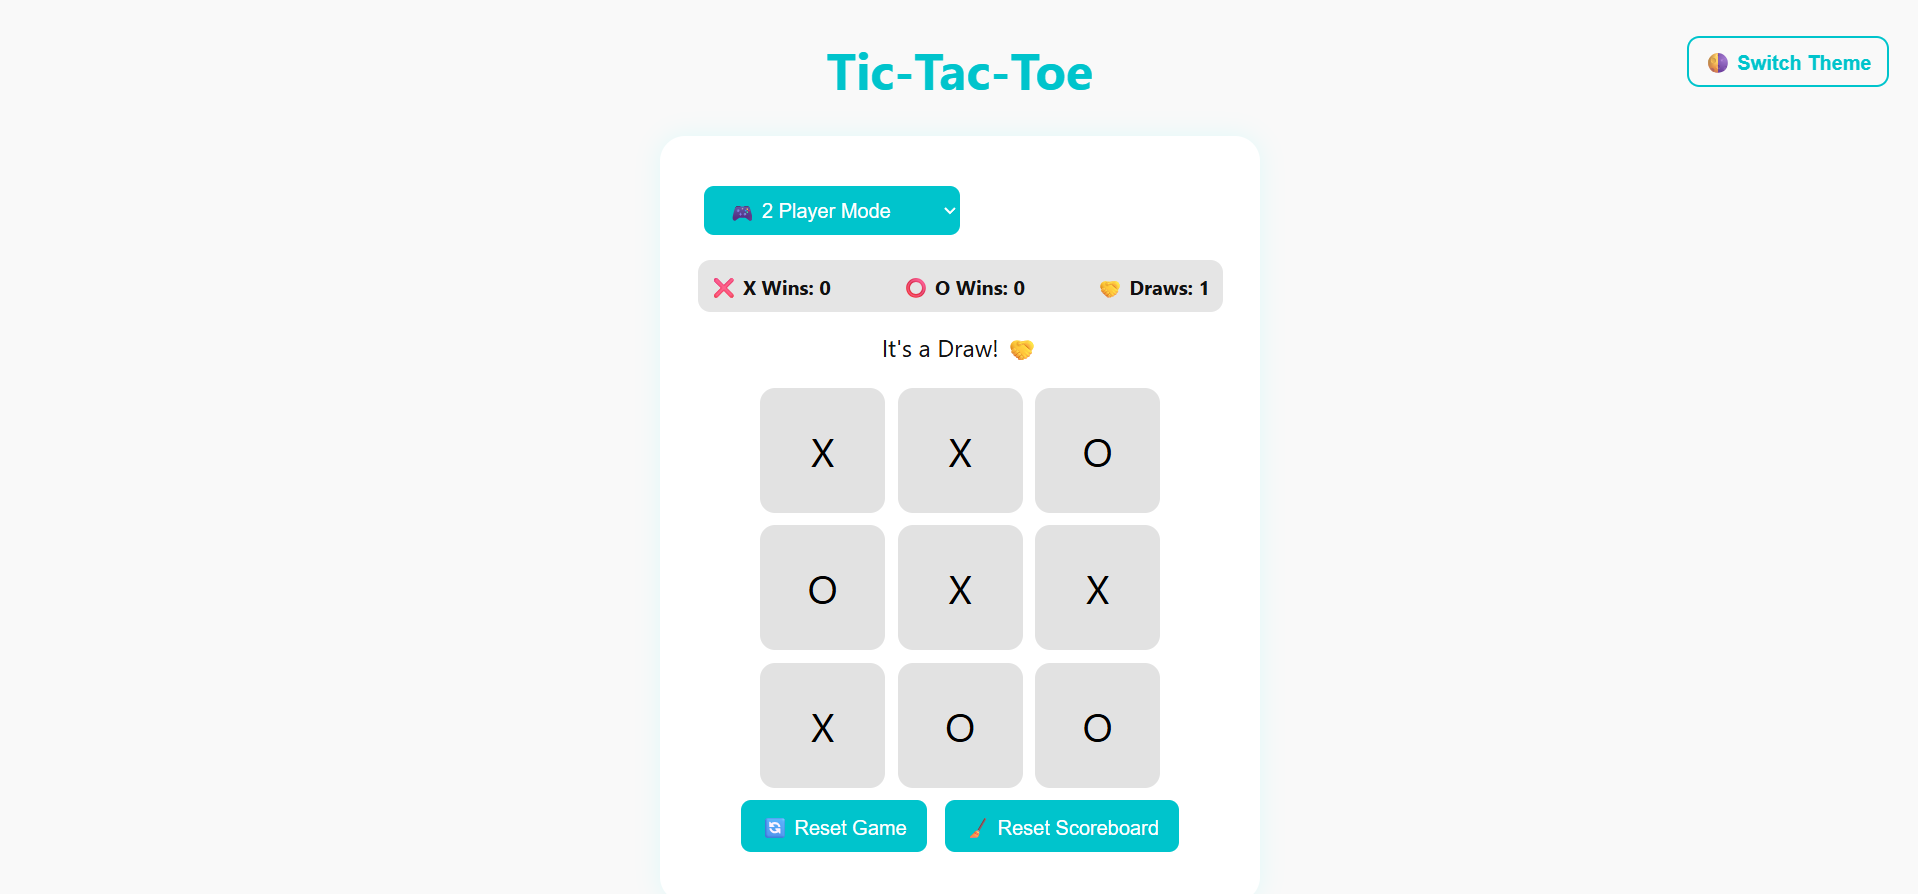 Tic-Tac-Toe
🌗 Switch Theme
🎮 2 Player Mode
❌ X Wins: 0 ⭕ O Wins: 0 🤝 Draws: 1
It's a Draw! 🤝
X X O
O X X
X O O
🔄 Reset Game 🧹 Reset Scoreboard